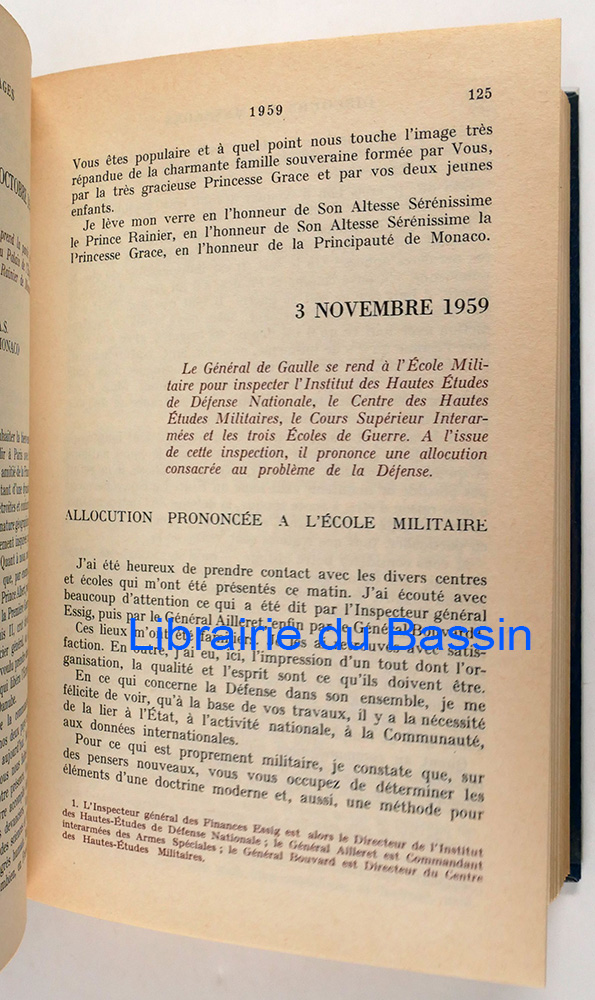 AGES
OCTOBRE
125
1959
Vous êtes populaire et à quel point nous touche l'image très
répandue de la charmante famille souveraine formée par Vous,
par la très gracieuse Princesse Grace et par vos deux jeunes
enfants.
Je lève mon verre en l'honneur de Son Altesse Sérénissime
le Prince Rainier, en l'honneur de Son Altesse Sérénissime la
Princesse Grace, en l'honneur de la Principauté de Monaco.
3 NOVEMBRE 1959
Le Général de Gaulle se rend à l'École Mili-
taire pour inspecter l'Institut des Hautes Études
de Défense Nationale, le Centre des Hautes
Études Militaires, le Cours Supérieur Interar-
mées et les trois Écoles de Guerre. A l'issue
de cette inspection, il prononce une allocution
consacrée au problème de la Défense.
ALLOCUTION PRONONCÉE A L'ÉCOLE MILITAIRE
J'ai été heureux de prendre contact avec les divers centres
et écoles qui m'ont été présentés ce matin. J'ai écouté avec
beaucoup d'attention ce qui a été dit par l'Inspecteur général
Essig, puis par le Général Ailleret, enfin par le Général Bouvard
Ces lieux m'ont été familiers. avec satis-
faction. En outre, j'ai eu, ici, l'impression d'un tout dont l'or-
ganisation, la qualité et l'esprit sont ce qu'ils doivent être.
En ce qui concerne la Défense dans son ensemble, je me
félicite de voir, qu'à la base de vos travaux, il y a la nécessité
de la lier à l'État, à l'activité nationale, à la Communauté,
aux données internationales.
Pour ce qui est proprement militaire, je constate que, sur
des pensers nouveaux, vous vous occupez de déterminer les
éléments d'une doctrine moderne et, aussi, une méthode pour
1. L'Inspecteur général des Finances Essig est alors le Directeur de l'Institut
des Hautes-Études de Défense Nationale ; le Général Ailleret est Commandant
interarmées des Armes Spéciales ; le Général Bouvard est Directeur du Centre
des Hautes-Études Militaires.
Librairie du Bassin